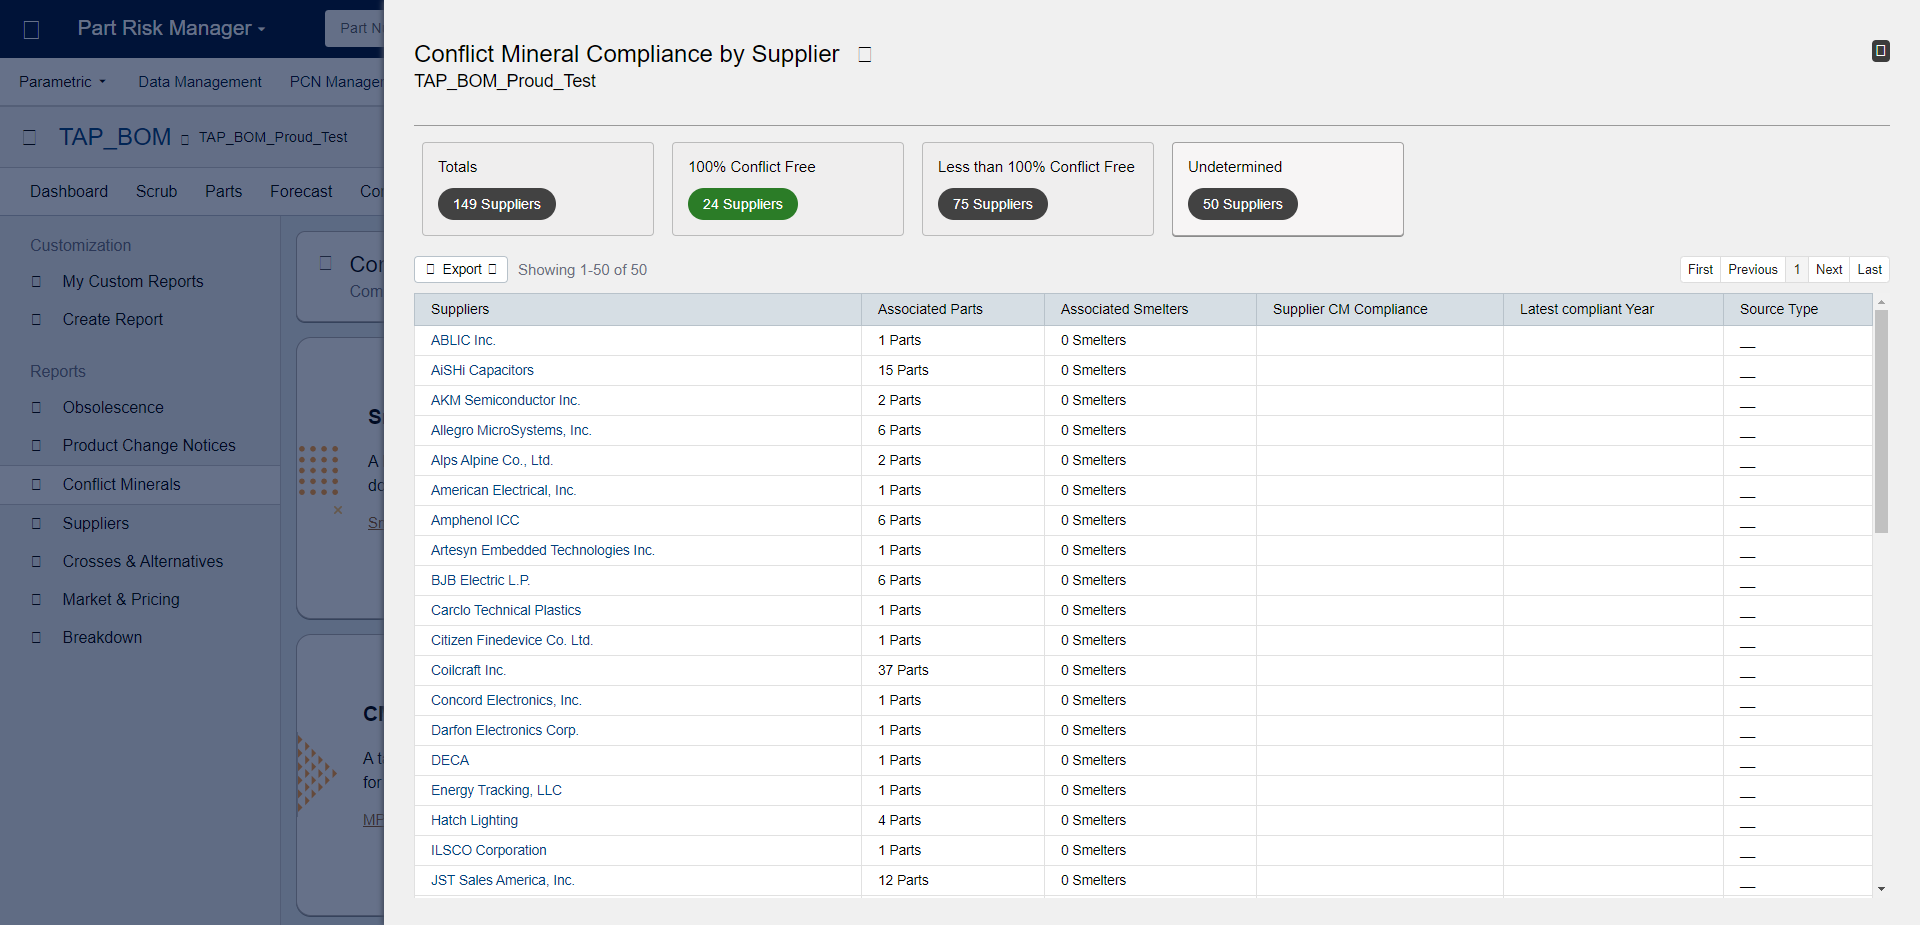 Part Risk Manager
Part N
Parametric
Data Management
PCN Manager
TAP_BOM
TAP_BOM_Proud_Test
Dashboard
Scrub
Parts
Forecast
Customization
My Custom Reports
Create Report
Reports
Obsolescence
Product Change Notices
Conflict Minerals
Suppliers
Crosses & Alternatives
Market & Pricing
Breakdown
Conflict Mineral Compliance by Supplier
TAP_BOM_Proud_Test
Totals
149 Suppliers
100% Conflict Free
24 Suppliers
Less than 100% Conflict Free
75 Suppliers
Undetermined
50 Suppliers
Export
Showing 1-50 of 50
First Previous 1 Next Last
Suppliers Associated Parts Associated Smelters Supplier CM Compliance Latest compliant Year Source Type
ABLIC Inc. 1 Parts 0 Smelters __
AiSHi Capacitors 15 Parts 0 Smelters __
AKM Semiconductor Inc. 2 Parts 0 Smelters __
Allegro MicroSystems, Inc. 6 Parts 0 Smelters __
Alps Alpine Co., Ltd. 2 Parts 0 Smelters __
American Electrical, Inc. 1 Parts 0 Smelters __
Amphenol ICC 6 Parts 0 Smelters __
Artesyn Embedded Technologies Inc. 1 Parts 0 Smelters __
BJB Electric L.P. 6 Parts 0 Smelters __
Carclo Technical Plastics 1 Parts 0 Smelters __
Citizen Finedevice Co. Ltd. 1 Parts 0 Smelters __
Coilcraft Inc. 37 Parts 0 Smelters __
Concord Electronics, Inc. 1 Parts 0 Smelters __
Darfon Electronics Corp. 1 Parts 0 Smelters __
DECA 1 Parts 0 Smelters __
Energy Tracking, LLC 1 Parts 0 Smelters __
Hatch Lighting 4 Parts 0 Smelters __
ILSCO Corporation 1 Parts 0 Smelters __
JST Sales America, Inc. 12 Parts 0 Smelters __